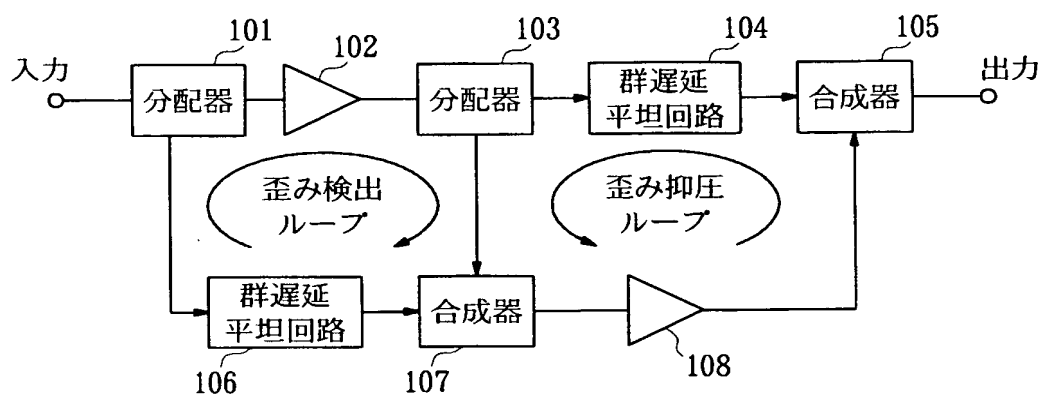 101
102
103
104
105
入力
分配器
分配器
群遅延
平坦回路
合成器
出力
歪み検出
ループ
歪み抑圧
ループ
群遅延
平坦回路
合成器
106
107
108